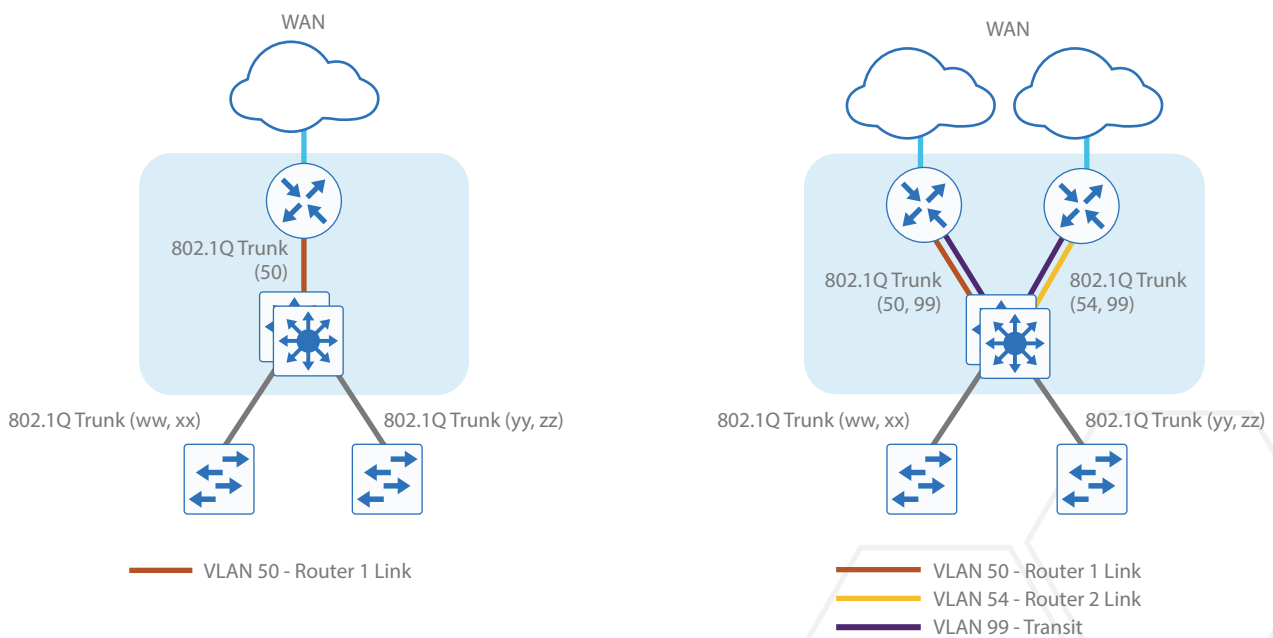 WAN
802.1Q Trunk
(50)
802.1Q Trunk (ww, xx)
802.1Q Trunk (yy, zz)
VLAN 50 - Router 1 Link
WAN
802.1Q Trunk
(50, 99)
802.1Q Trunk
(54, 99)
802.1Q Trunk (ww, xx)
802.1Q Trunk (yy, zz)
VLAN 50 - Router 1 Link
VLAN 54 - Router 2 Link
VLAN 99 - Transit